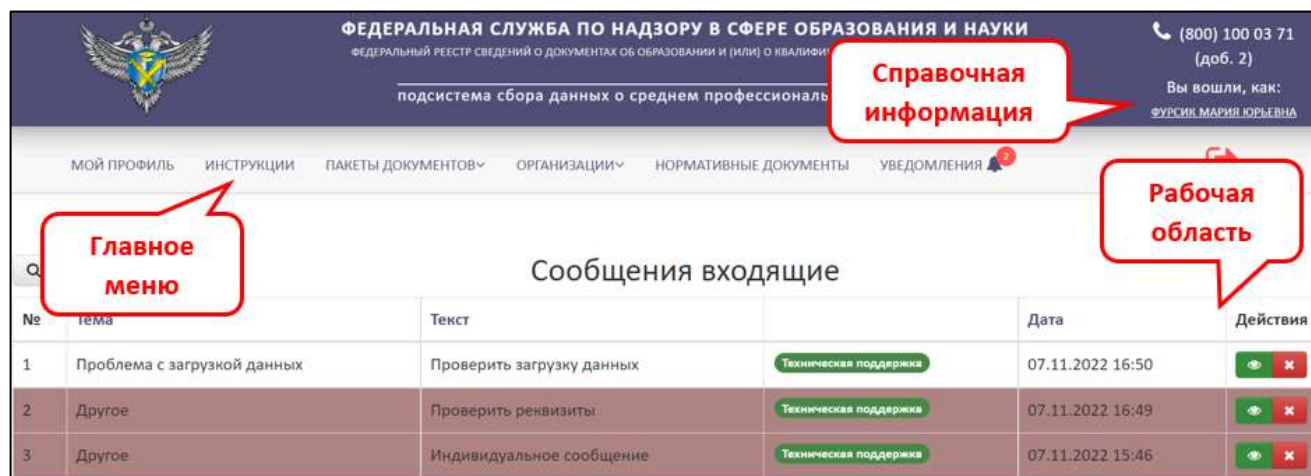 ФЕДЕРАЛЬНАЯ СЛУЖБА ПО НАДЗОРУ В СФЕРЕ ОБРАЗОВАНИЯ И НАУКИ
ФЕДЕРАЛЬНЫЙ РЕЕСТР СВЕДЕНИЙ О ДОКУМЕНТАХ ОБ ОБРАЗОВАНИИ И (ИЛИ) О
подсистема сбора данных о среднем
(800) 100 03 71
(доб. 2)
Вы вошли, как:
ФУРСИК МАРИЯ ЮРЬЕВНА
Справочная
информация
МОЙ ПРОФИЛЬ ИНСТРУКЦИИ ПАКЕТЫ ДОКУМЕНТОВ ОРГАНИЗАЦИИ НОРМАТИВНЫЕ ДОКУМЕНТЫ УВЕДОМЛЕНИЯ 2
Рабочая
область
Главное
меню
Сообщения входящие
№ Тема Текст Дата Действия
1 Проблема с загрузкой данных Проверить загрузку данных Техническая поддержка 07.11.2022 16:50
2 Другое Проверить реквизиты Техническая поддержка 07.11.2022 16:49
3 Другое Индивидуальное сообщение Техническая поддержка 07.11.2022 15:46